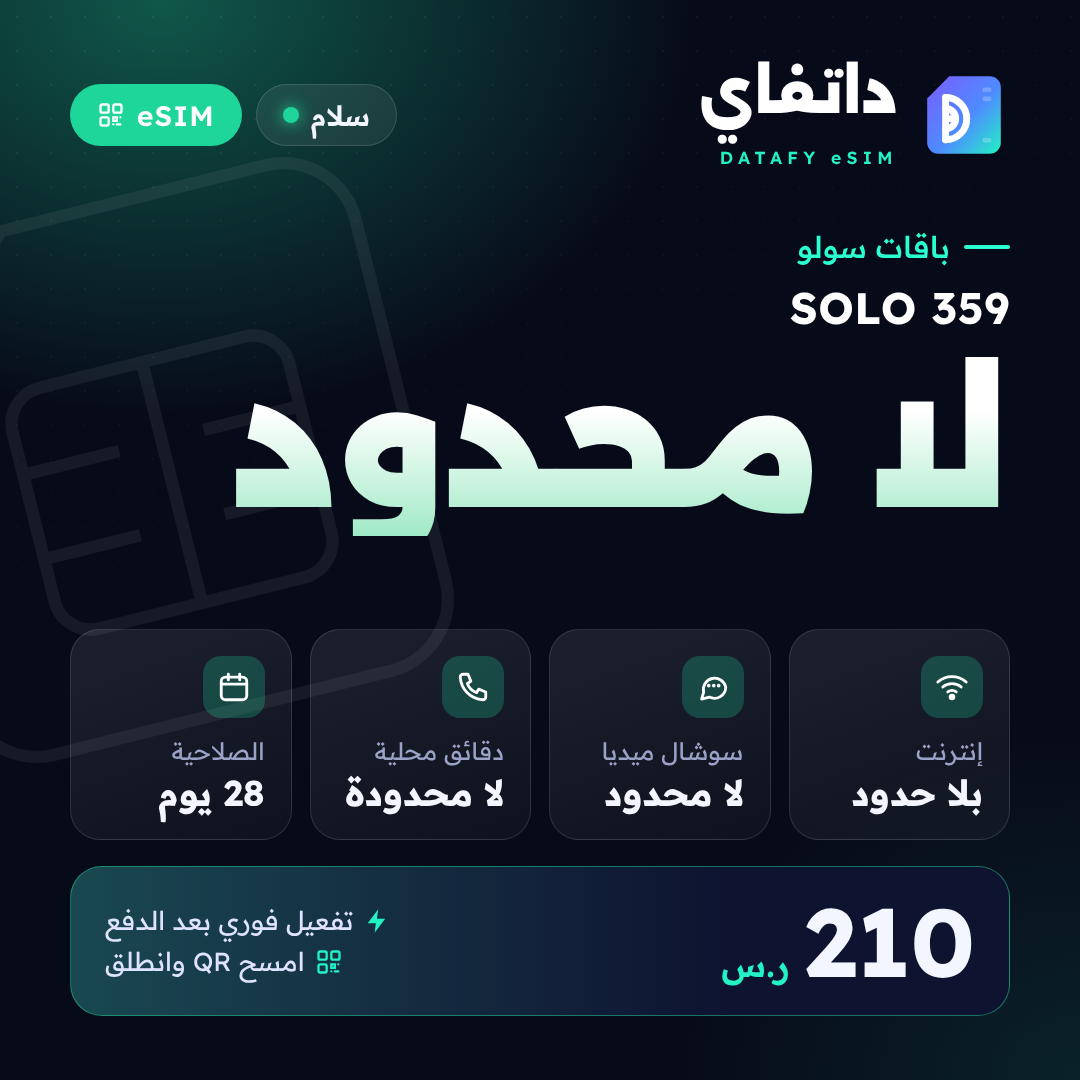 داتفاي
DATAFY eSIM
سلام
eSIM
باقات سولو
SOLO 359
لا محدود
إنترنت
بلا حدود
سوشال ميديا
لا محدود
دقائق محلية
لا محدودة
الصلاحية
28 يوم
210 ر.س
تفعيل فوري بعد الدفع
امسح QR وانطلق